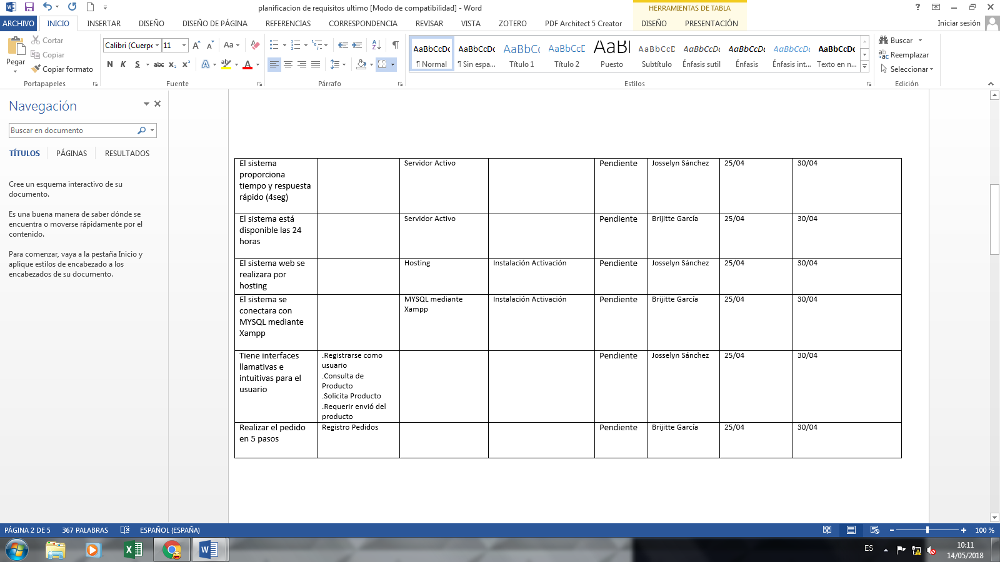 planificacion de requisitos ultimo [Modo de compatibilidad] - Word
HERRAMIENTAS DE TABLA
ARCHIVO INICIO INSERTAR DISEÑO DISEÑO DE PÁGINA REFERENCIAS CORRESPONDENCIA REVISAR VISTA ZOTERO PDF Architect 5 Creator DISEÑO PRESENTACIÓN Iniciar sesión
Pegar
Cortar
Copiar
Copiar formato
Portapapeles
Calibri (Cuerpo 11
N K S abc x₂ x²
Fuente
Párrafo
AaBbCcDc AaBbCcDc AaBbCc AaBbCcD AaBl AaBbCcD AaBbCcDc AaBbCcDc AaBbCcDc AaBbCcDc
¶ Normal ¶ Sin espa... Título 1 Título 2 Puesto Subtítulo Énfasis sutil Énfasis Énfasis int... Texto en n...
Estilos
Buscar
Reemplazar
Seleccionar
Edición
Navegación
Buscar en documento
TÍTULOS PÁGINAS RESULTADOS
Cree un esquema interactivo de su
documento.
Es una buena manera de saber dónde se
encuentra o moverse rápidamente por el
contenido.
Para comenzar, vaya a la pestaña Inicio y
aplique estilos de encabezado a los
encabezados de su documento.
El sistema
proporciona
tiempo y respuesta
rápido (4seg)
Servidor Activo
Pendiente
Josselyn Sánchez
25/04
30/04
El sistema está
disponible las 24
horas
Servidor Activo
Pendiente
Brijitte García
25/04
30/04
El sistema web se
realizara por
hosting
Hosting
Instalación Activación
Pendiente
Josselyn Sánchez
25/04
30/04
El sistema se
conectara con
MYSQL mediante
Xampp
MYSQL mediante
Xampp
Instalación Activación
Pendiente
Brijitte García
25/04
30/04
Tiene interfaces
llamativas e
intuitivas para el
usuario
.Registrarse como
usuario
.Consulta de
Producto
.Solicita Producto
.Requerir envió del
producto
Pendiente
Josselyn Sánchez
25/04
30/04
Realizar el pedido
en 5 pasos
Registro Pedidos
Pendiente
Brijitte García
25/04
30/04
PÁGINA 2 DE 5 367 PALABRAS ESPAÑOL (ESPAÑA) 100 %
ES
10:11
14/05/2018